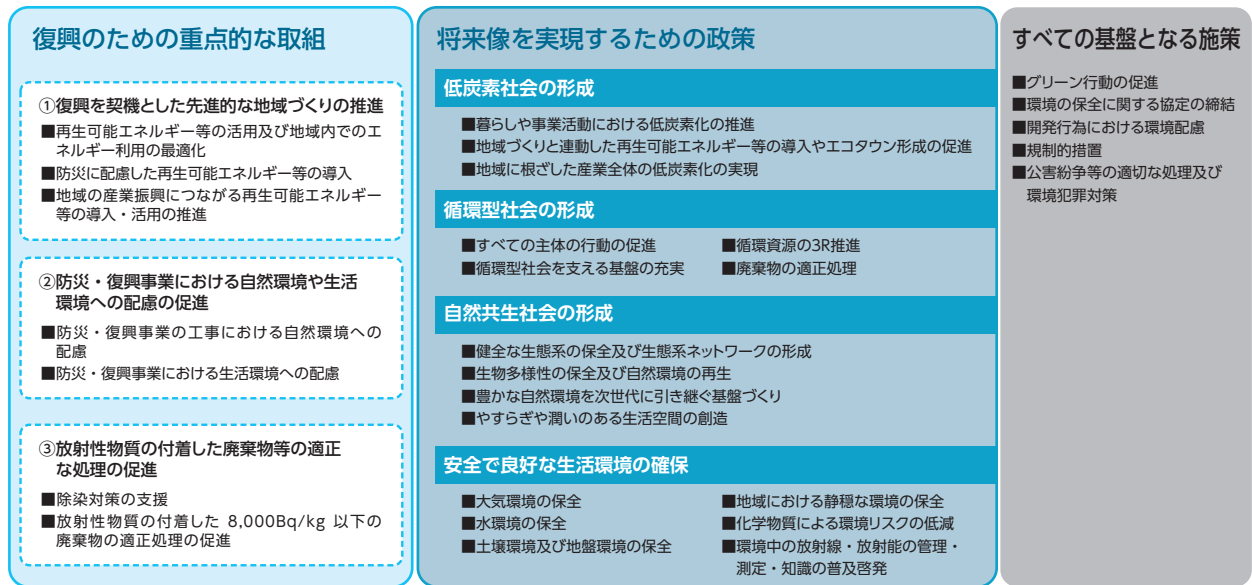 復興のための重点的な取組
①復興を契機とした先進的な地域づくりの推進
■再生可能エネルギー等の活用及び地域内でのエ
ネルギー利用の最適化
■防災に配慮した再生可能エネルギー等の導入
■地域の産業振興につながる再生可能エネルギー
等の導入・活用の推進
②防災・復興事業における自然環境や生活
環境への配慮の促進
■防災・復興事業の工事における自然環境への
配慮
■防災・復興事業における生活環境への配慮
③放射性物質の付着した廃棄物等の適正
な処理の促進
■除染対策の支援
■放射性物質の付着した 8,000Bq/kg 以下の
廃棄物の適正処理の促進
将来像を実現するための政策
低炭素社会の形成
■暮らしや事業活動における低炭素化の推進
■地域づくりと連動した再生可能エネルギー等の導入やエコタウン形成の促進
■地域に根ざした産業全体の低炭素化の実現
循環型社会の形成
■すべての主体の行動の促進
■循環型社会を支える基盤の充実
■循環資源の3R推進
■廃棄物の適正処理
自然共生社会の形成
■健全な生態系の保全及び生態系ネットワークの形成
■生物多様性の保全及び自然環境の再生
■豊かな自然環境を次世代に引き継ぐ基盤づくり
■やすらぎや潤いのある生活空間の創造
安全で良好な生活環境の確保
■大気環境の保全
■水環境の保全
■土壌環境及び地盤環境の保全
■地域における静穏な環境の保全
■化学物質による環境リスクの低減
■環境中の放射線・放射能の管理・
測定・知識の普及啓発
すべての基盤となる施策
■グリーン行動の促進
■環境の保全に関する協定の締結
■開発行為における環境配慮
■規制的措置
■公害紛争等の適切な処理及び
環境犯罪対策